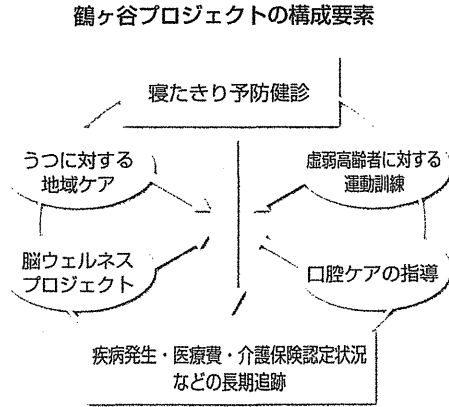 鶴ヶ谷プロジェクトの構成要素
寝たきり予防健診
うつに対する
地域ケア
虚弱高齢者に対する
運動訓練
脳ウェルネス
プロジェクト
口腔ケアの指導
疾病発生・医療費・介護保険認定状況
などの長期追跡